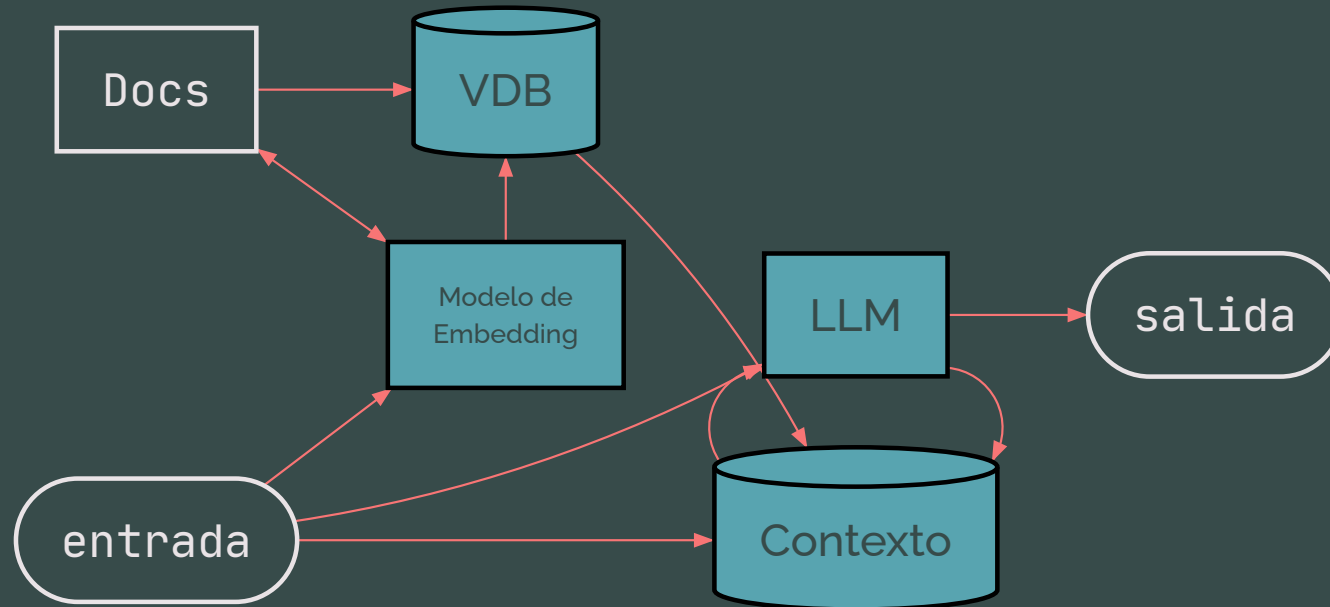 Docs
VDB
Modelo de
Embedding
LLM
salida
entrada
Contexto